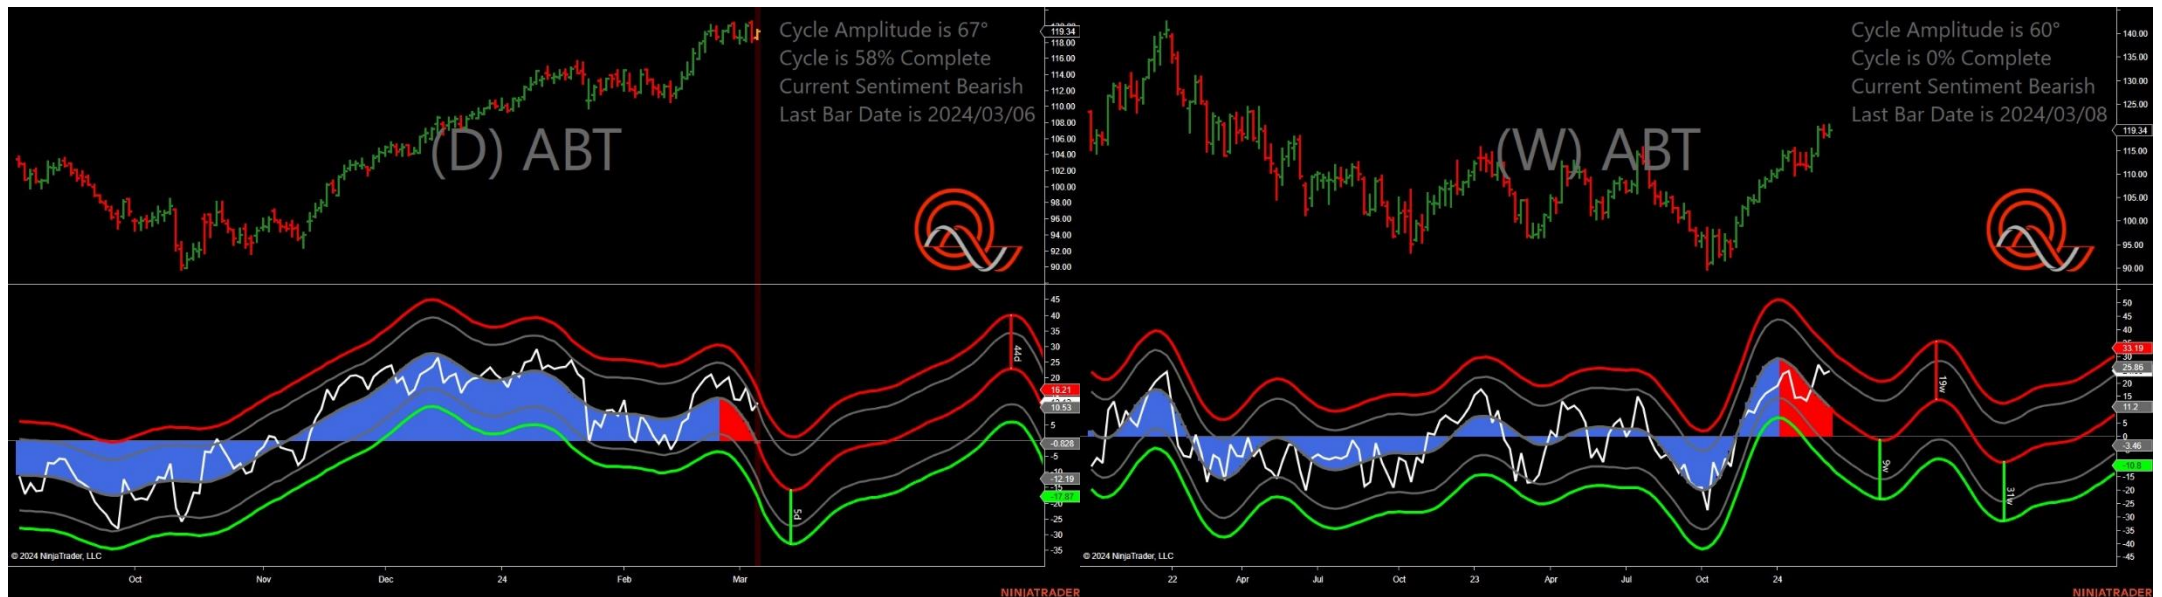 Cycle Amplitude is 67°
Cycle is 58% Complete
Current Sentiment Bearish
Last Bar Date is 2024/03/06
(D) ABT
119.34
118.00
116.00
114.00
112.00
110.00
108.00
106.00
104.00
102.00
100.00
98.00
96.00
94.00
92.00
90.00
45
40
35
30
25
20
16.21
10.53
5
-0.828
-5
-12.19
-17.87
-20
-25
-30
-35
44d
5d
© 2024 NinjaTrader, LLC
Oct
Nov
Dec
24
Feb
Mar
NINJATRADER
Cycle Amplitude is 60°
Cycle is 0% Complete
Current Sentiment Bearish
Last Bar Date is 2024/03/08
(W) ABT
140.00
135.00
130.00
125.00
119.34
115.00
110.00
105.00
100.00
95.00
90.00
50
45
40
33.19
30
25.86
20
15
11.2
5
0
-3.46
-10.8
-15
-20
-25
-30
-35
-40
-45
19w
9w
31w
© 2024 NinjaTrader, LLC
22
Apr
Jul
Oct
23
Apr
Jul
Oct
24
NINJATRADER